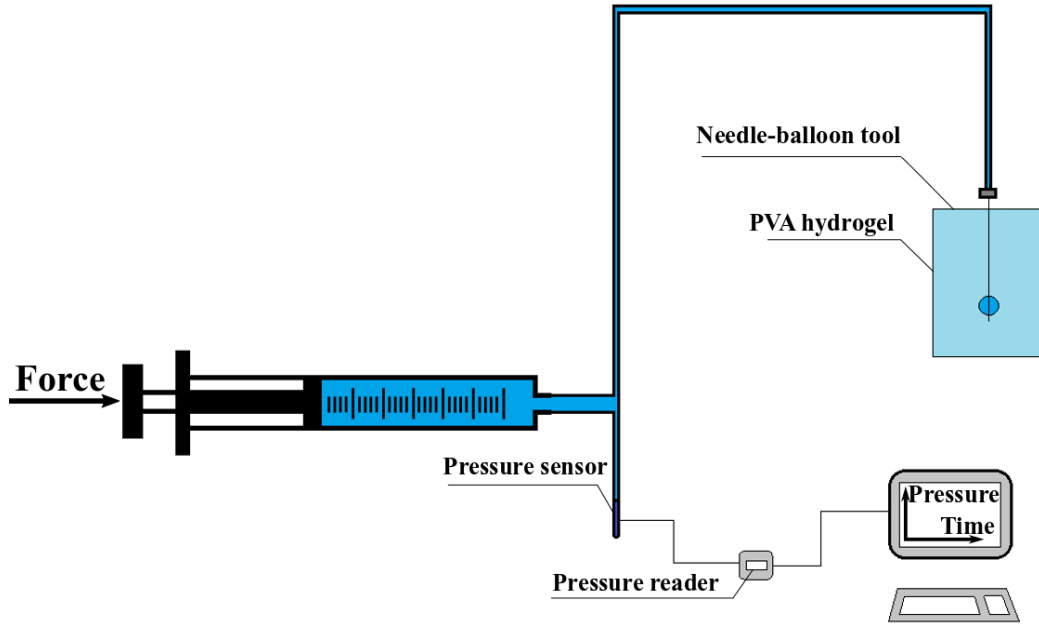 Needle-balloon tool
PVA hydrogel
Force
Pressure sensor
Pressure
Time
Pressure reader